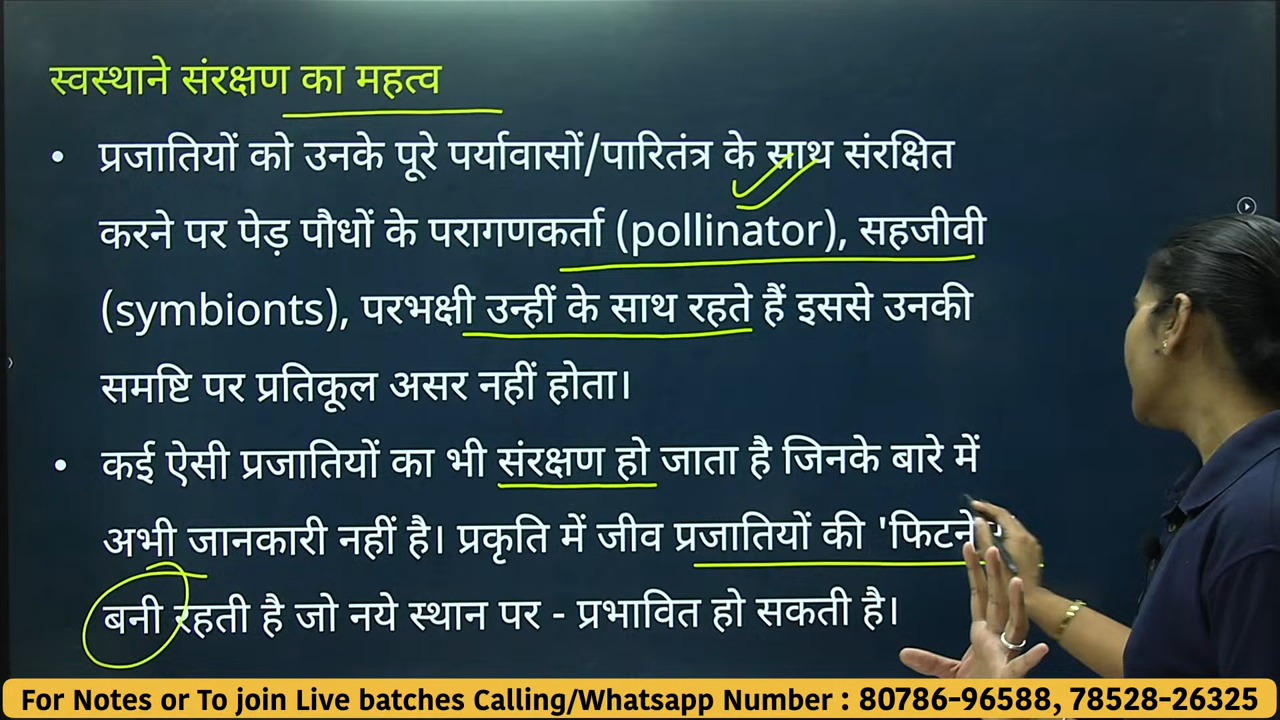 स्वस्थाने संरक्षण का महत्व
• प्रजातियों को उनके पूरे पर्यावासों/पारितंत्र के साथ संरक्षित
करने पर पेड़ पौधों के परागणकर्ता (pollinator), सहजीवी
(symbionts), परभक्षी उन्हीं के साथ रहते हैं इससे उनकी
समष्टि पर प्रतिकूल असर नहीं होता।
• कई ऐसी प्रजातियों का भी संरक्षण हो जाता है जिनके बारे में
अभी जानकारी नहीं है। प्रकृति में जीव प्रजातियों की
बनी रहती है जो नये स्थान पर - प्रभावित हो सकती है।
For Notes or To join Live batches Calling/Whatsapp Number : 80786-96588, 78528-26325